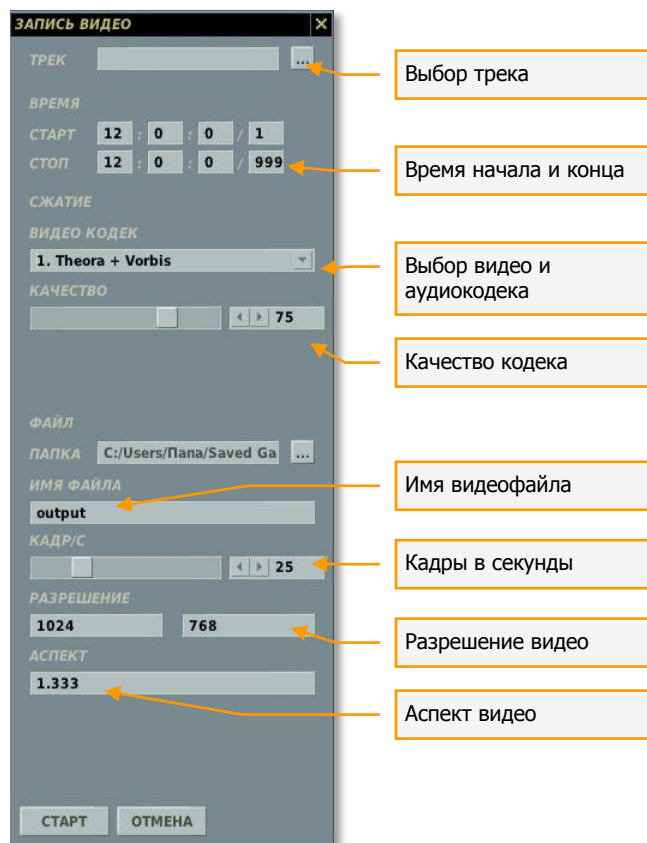 ЗАПИСЬ ВИДЕО ×
ТРЕК ...
Выбор трека
ВРЕМЯ
СТАРТ 12 : 0 : 0 / 1
СТОП 12 : 0 : 0 / 999
Время начала и конца
СЖАТИЕ
ВИДЕО КОДЕК
1. Theora + Vorbis
Выбор видео и
аудиокодека
КАЧЕСТВО
75
Качество кодека
ФАЙЛ
ПАПКА C:/Users/Папа/Saved Ga ...
ИМЯ ФАЙЛА
output
Имя видеофайла
КАДР/С
25
Кадры в секунды
РАЗРЕШЕНИЕ
1024 768
Разрешение видео
АСПЕКТ
1.333
Аспект видео
СТАРТ ОТМЕНА